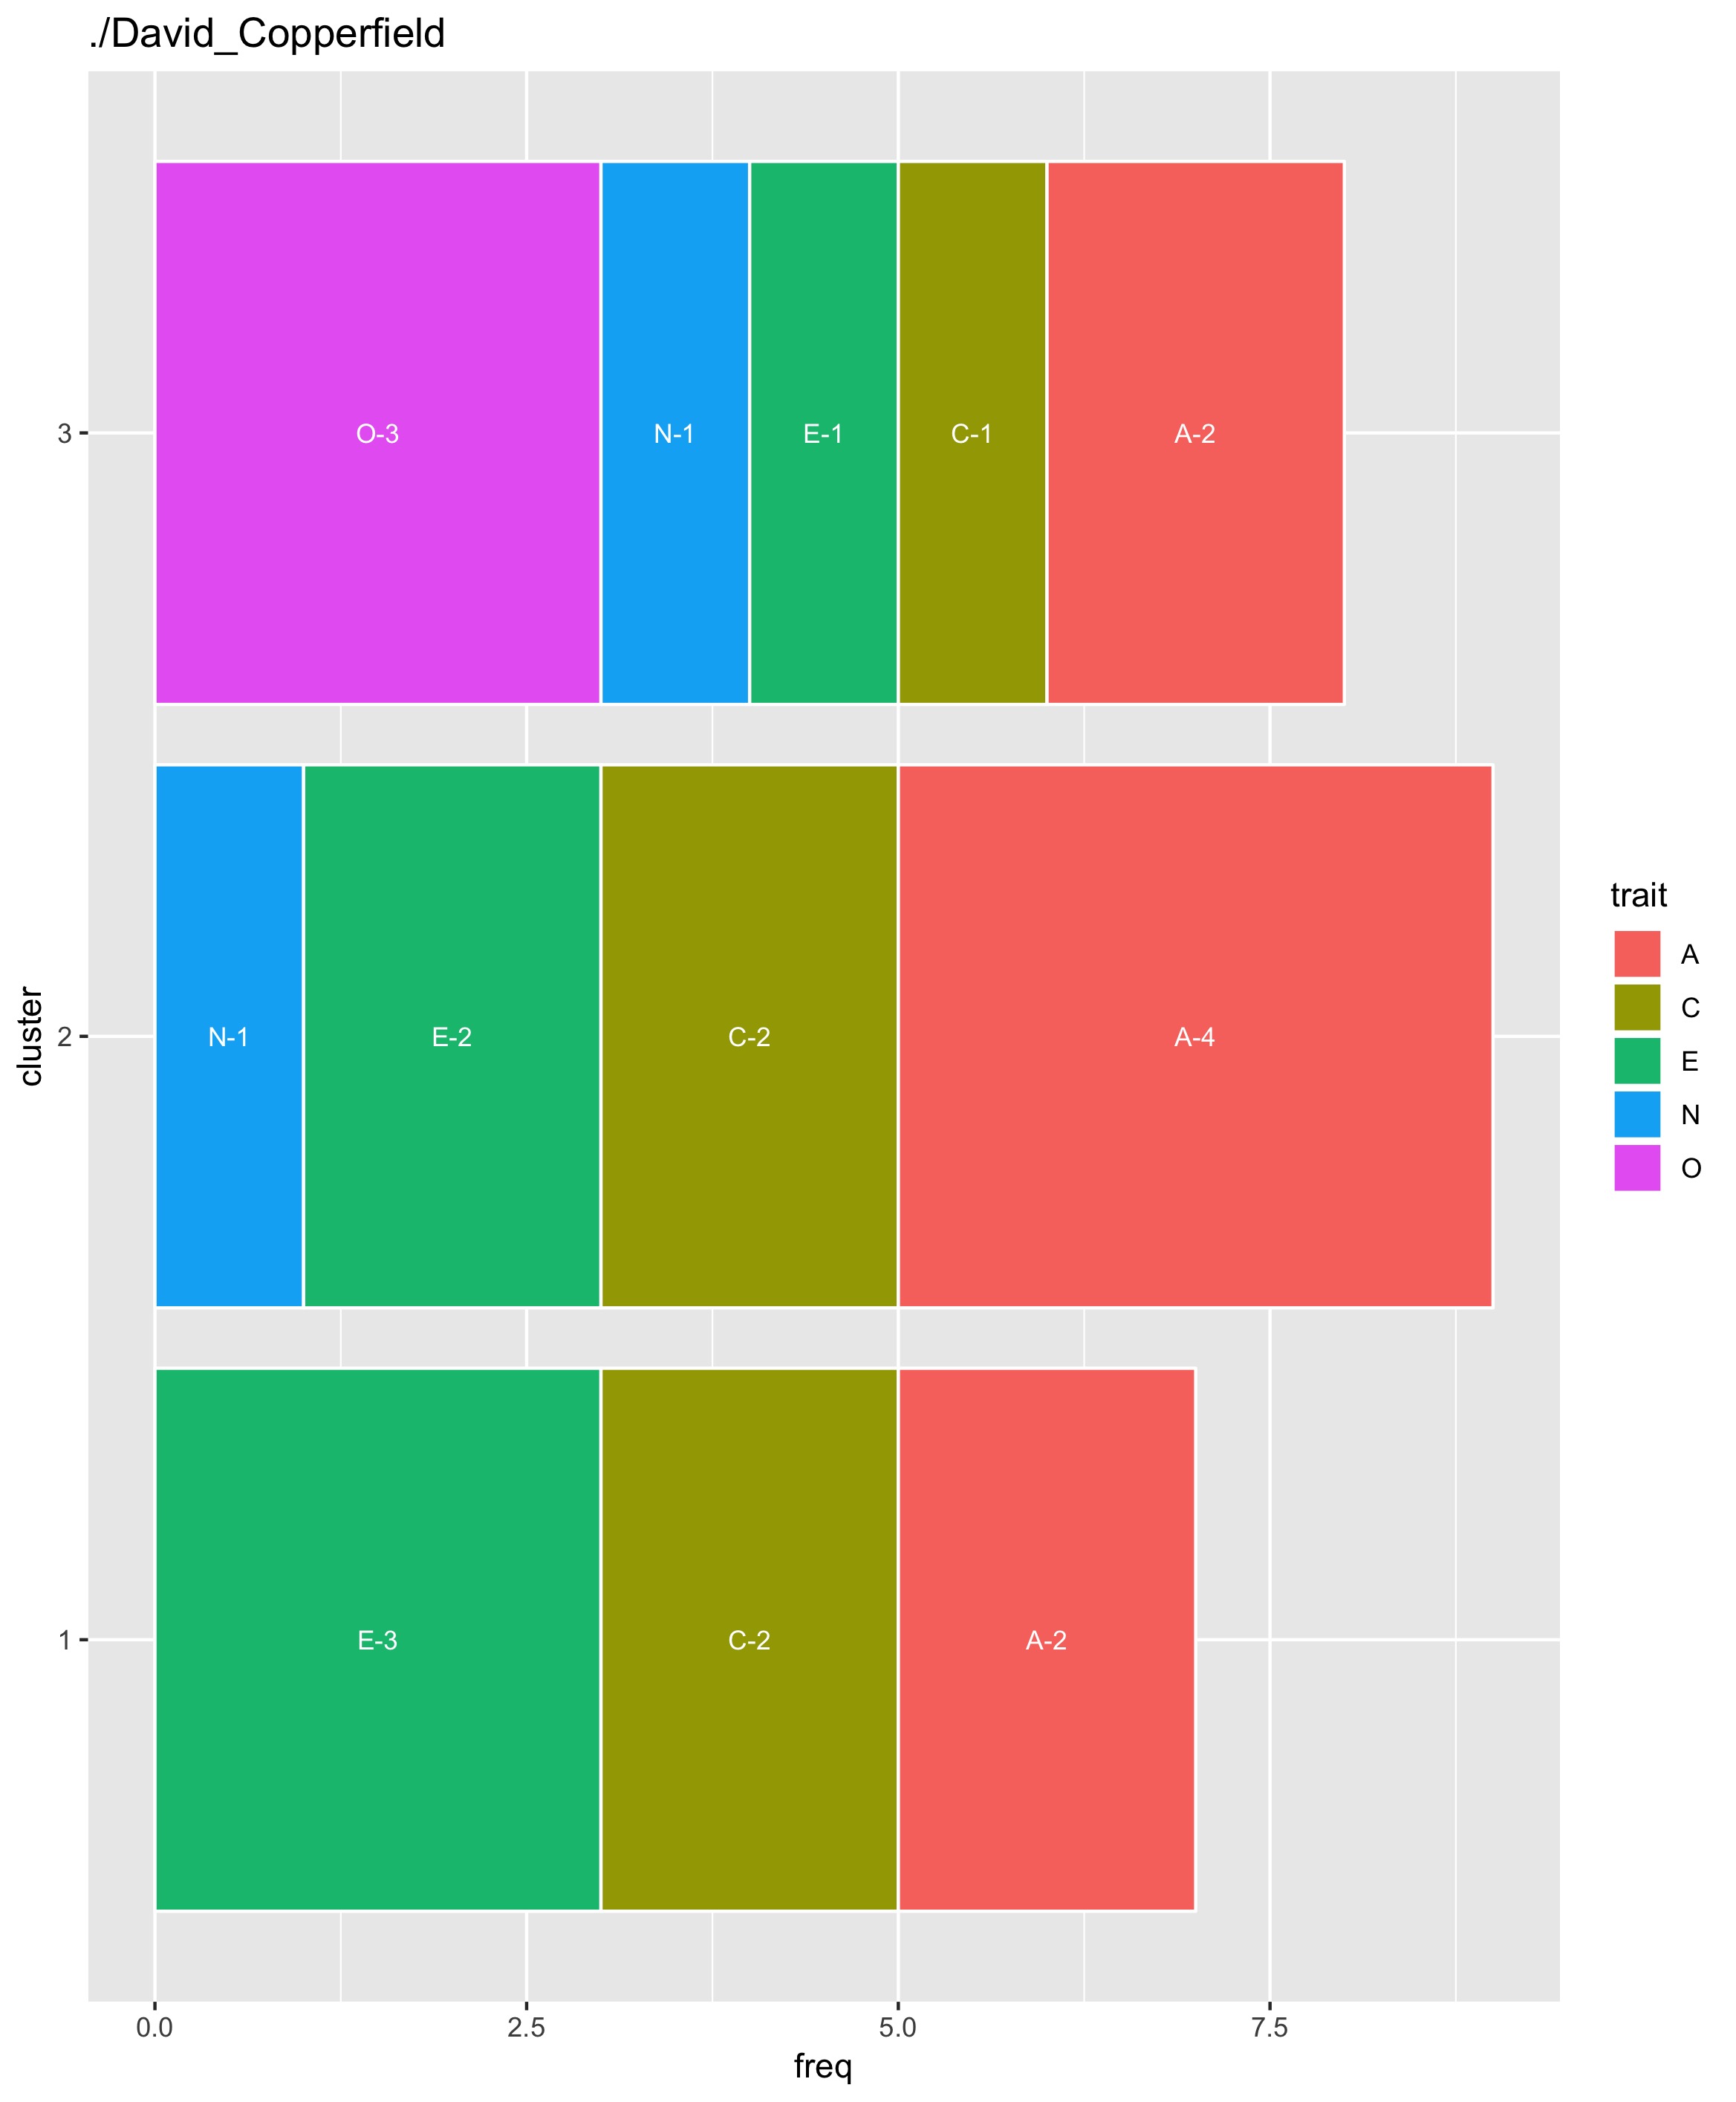 ./David_Copperfield
3
O-3
N-1
E-1
C-1
A-2
cluster
2
N-1
E-2
C-2
A-4
1
E-3
C-2
A-2
0.0
2.5
5.0
7.5
freq
trait
A
C
E
N
O